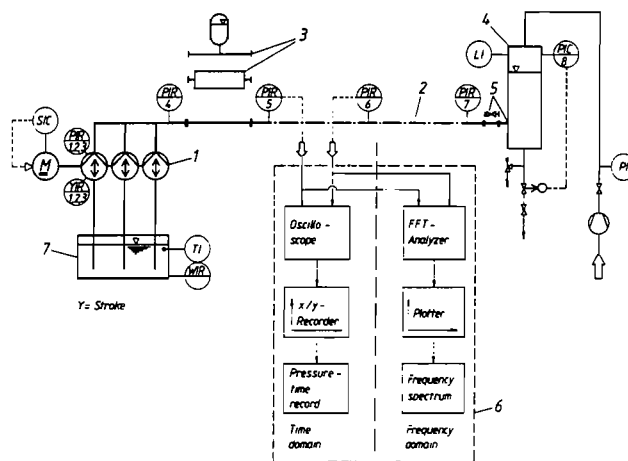 3
4
LI
PIC
8
PIR
4
PIR
5
PIR
6
PIR
7
2
5
SIC
PIR
1,2,3
1
M
YIR
1,2,3
PI
7
TI
WIR
Y= Stroke
Oscillo-
scope
FFT-
Analyzer
x/y-
Recorder
Plotter
Pressure-
time
record
Frequency
spectrum
6
Time
domain
Frequency
domain